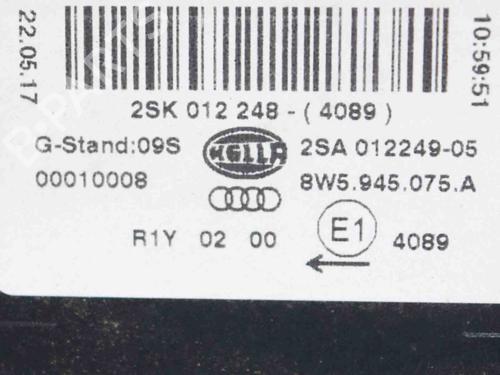 22.05.17
10:59:51
2SK 012 248 - ( 4089 )
G-Stand:09S HELLA 2SA 012249-05
00010008 8W5.945.075.A
R1Y 02 00 E1 4089
B-PARTS